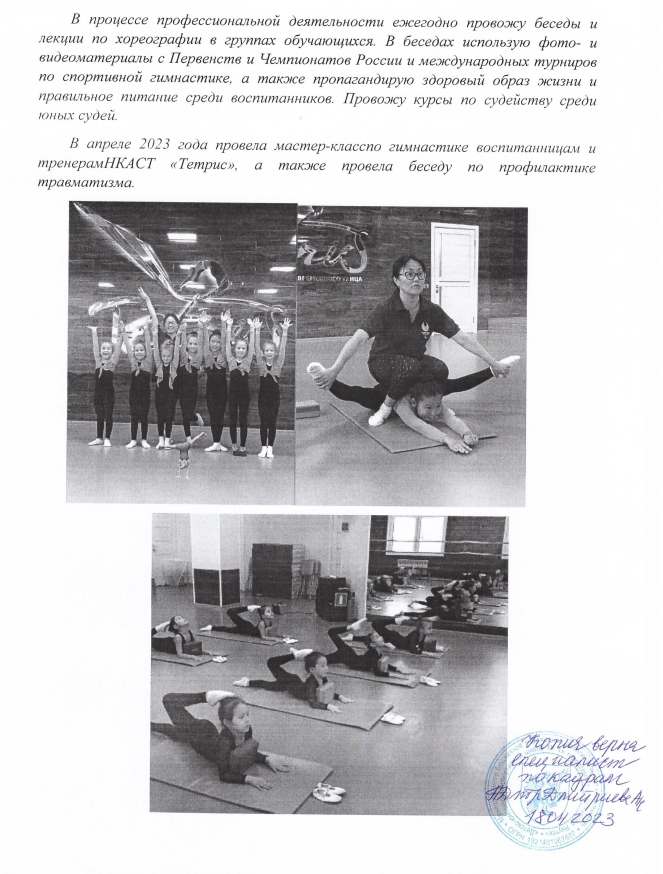 В процессе профессиональной деятельности ежегодно провожу беседы и
лекции по хореографии в группах обучающихся. В беседах использую фото- и
видеоматериалы с Первенств и Чемпионатов России и международных турниров
по спортивной гимнастике, а также пропагандирую здоровый образ жизни и
правильное питание среди воспитанников. Провожу курсы по судейству среди
юных судей.
В апреле 2023 года провела мастер-класспо гимнастике воспитанницам и
тренерамНКАСТ «Тетрис», а также провела беседу по профилактике
травматизма.
Копия верна
специалист
по кадрам
Дмитриева
18 04 2023